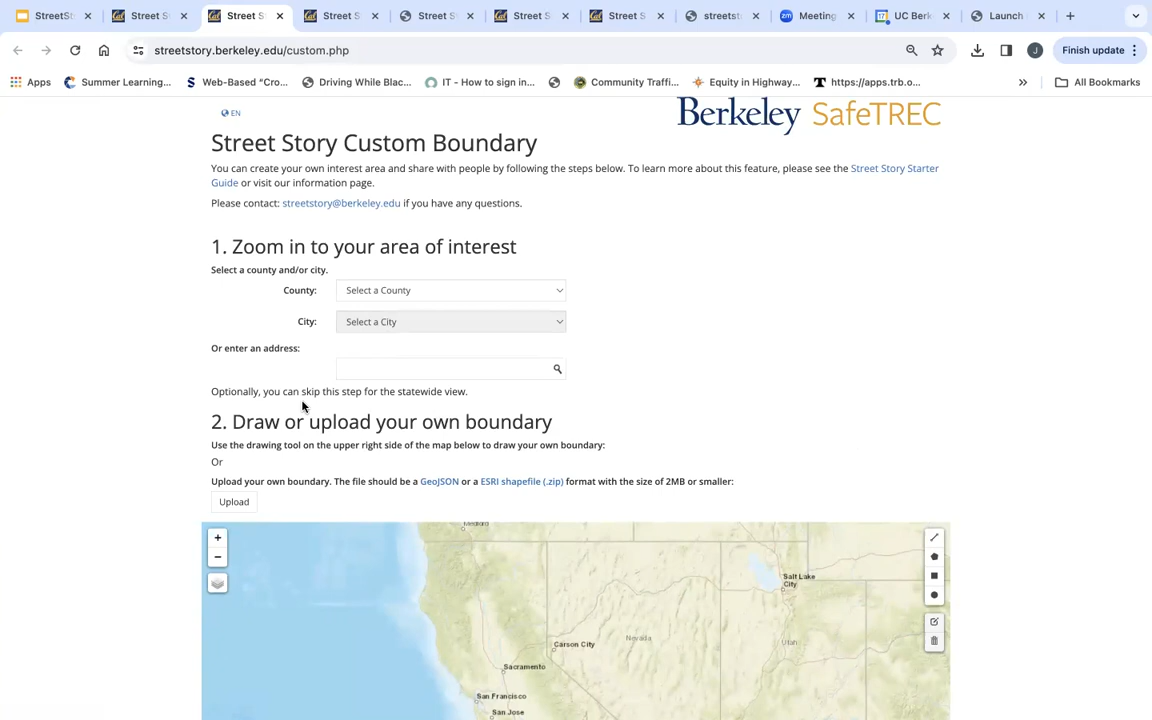 StreetSt
Street S
Street S
Street S
Street S
Street S
Street S
streetst
Meeting
UC Berk
Launch
streetstory.berkeley.edu/custom.php
J
Finish update
Apps
Summer Learning...
Web-Based “Cro...
Driving While Blac...
IT - How to sign in...
Community Traffi...
Equity in Highway...
https://apps.trb.o...
»
All Bookmarks
EN
Berkeley SafeTREC
Street Story Custom Boundary
You can create your own interest area and share with people by following the steps below. To learn more about this feature, please see the Street Story Starter
Guide or visit our information page.
Please contact: streetstory@berkeley.edu if you have any questions.
1. Zoom in to your area of interest
Select a county and/or city.
County: Select a County
City: Select a City
Or enter an address:
Optionally, you can skip this step for the statewide view.
2. Draw or upload your own boundary
Use the drawing tool on the upper right side of the map below to draw your own boundary:
Or
Upload your own boundary. The file should be a GeoJSON or a ESRI shapefile (.zip) format with the size of 2MB or smaller:
Upload
Medford
+
−
Salt Lake
City
Carson City
Nevada
Utah
Sacramento
San Francisco
San Jose